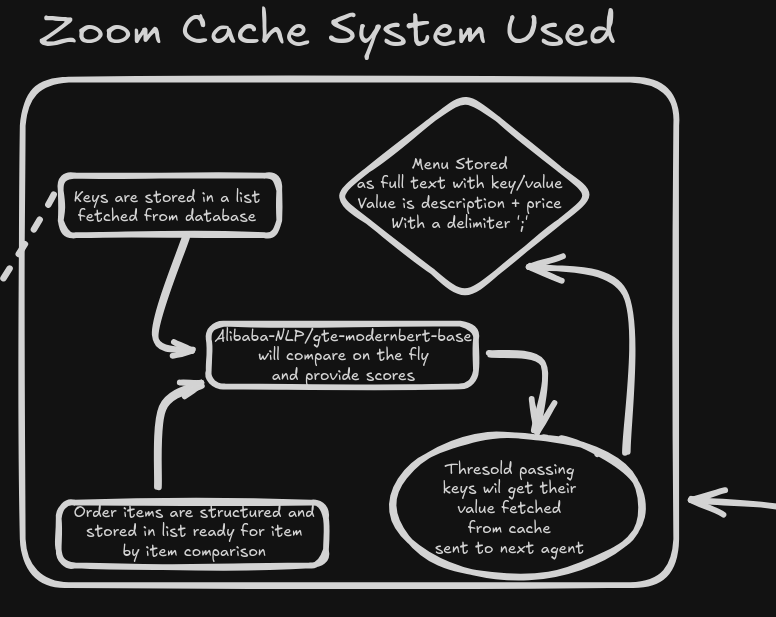 Zoom Cache System Used
Menu Stored
as full text with key/value
Value is description + price
With a delimiter ';'
Keys are stored in a list
fetched from database
Alibaba-NLP/gte-modernbert-base
will compare on the fly
and provide scores
Thresold passing
keys wil get their
value fetched
from cache
sent to next agent
Order items are structured and
stored in list ready for item
by item comparison